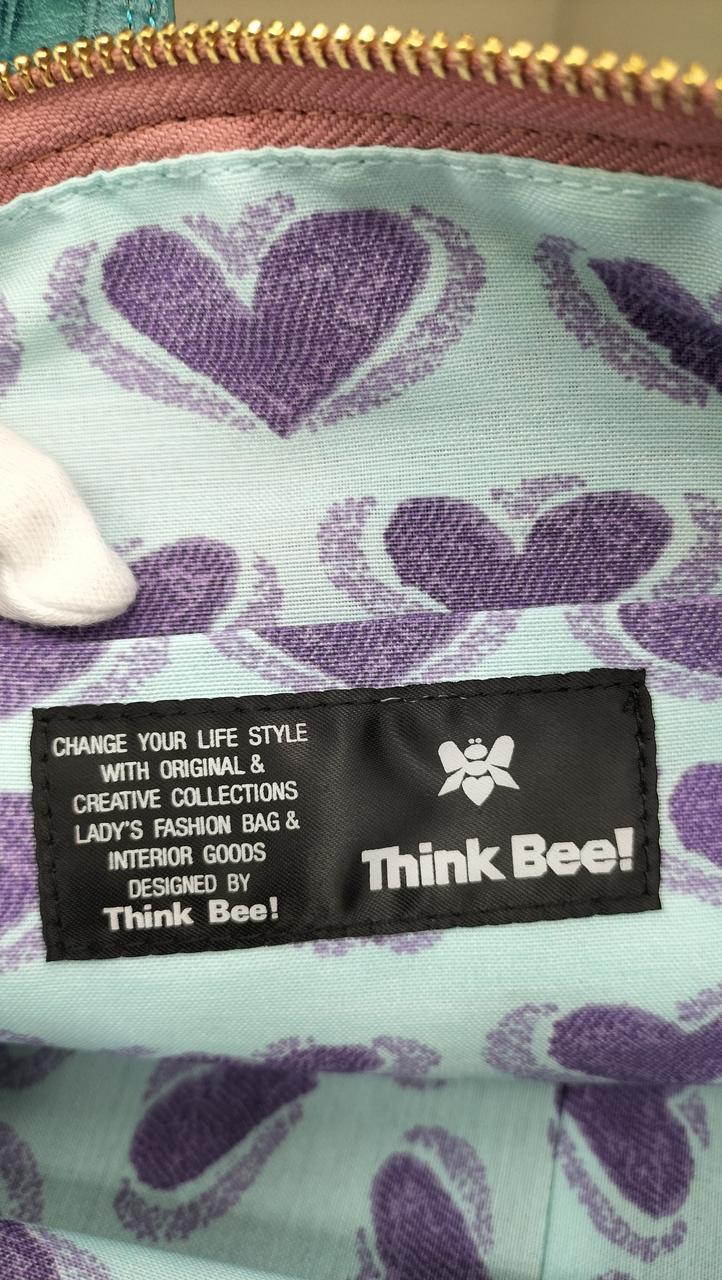 CHANGE YOUR LIFE STYLE
WITH ORIGINAL &
CREATIVE COLLECTIONS
LADY'S FASHION BAG &
INTERIOR GOODS
DESIGNED BY
Think Bee!
Think Bee!